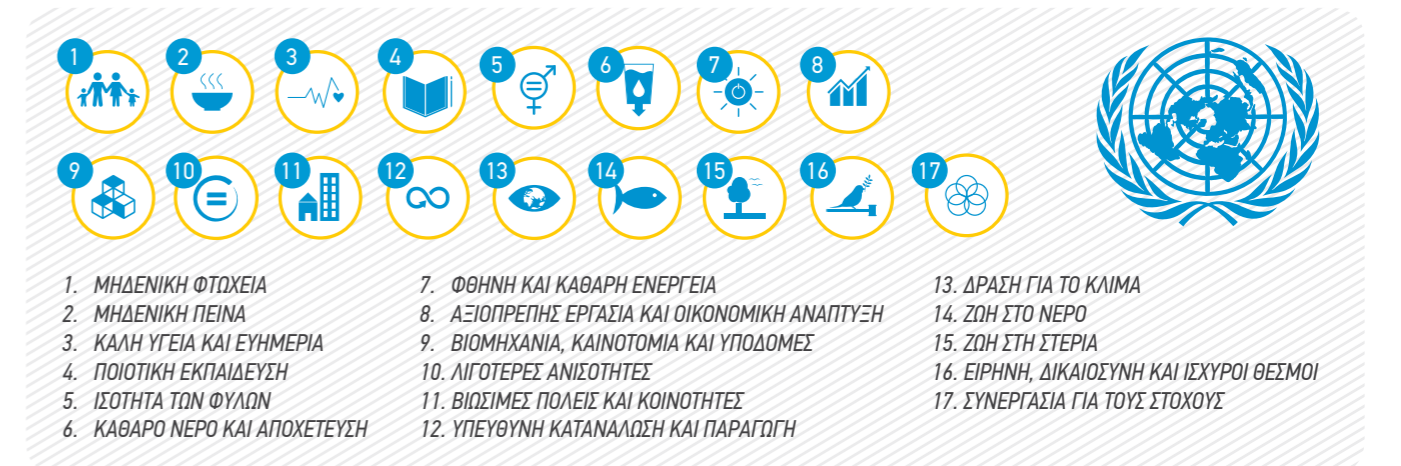 1 2 3 4 5 6 7 8
9 10 11 12 13 14 15 16 17
1. ΜΗΔΕΝΙΚΗ ΦΤΩΧΕΙΑ
2. ΜΗΔΕΝΙΚΗ ΠΕΙΝΑ
3. ΚΑΛΗ ΥΓΕΙΑ ΚΑΙ ΕΥΗΜΕΡΙΑ
4. ΠΟΙΟΤΙΚΗ ΕΚΠΑΙΔΕΥΣΗ
5. ΙΣΟΤΗΤΑ ΤΩΝ ΦΥΛΩΝ
6. ΚΑΘΑΡΟ ΝΕΡΟ ΚΑΙ ΑΠΟΧΕΤΕΥΣΗ
7. ΦΘΗΝΗ ΚΑΙ ΚΑΘΑΡΗ ΕΝΕΡΓΕΙΑ
8. ΑΞΙΟΠΡΕΠΗΣ ΕΡΓΑΣΙΑ ΚΑΙ ΟΙΚΟΝΟΜΙΚΗ ΑΝΑΠΤΥΞΗ
9. ΒΙΟΜΗΧΑΝΙΑ, ΚΑΙΝΟΤΟΜΙΑ ΚΑΙ ΥΠΟΔΟΜΕΣ
10. ΛΙΓΟΤΕΡΕΣ ΑΝΙΣΟΤΗΤΕΣ
11. ΒΙΩΣΙΜΕΣ ΠΟΛΕΙΣ ΚΑΙ ΚΟΙΝΟΤΗΤΕΣ
12. ΥΠΕΥΘΥΝΗ ΚΑΤΑΝΑΛΩΣΗ ΚΑΙ ΠΑΡΑΓΩΓΗ
13. ΔΡΑΣΗ ΓΙΑ ΤΟ ΚΛΙΜΑ
14. ΖΩΗ ΣΤΟ ΝΕΡΟ
15. ΖΩΗ ΣΤΗ ΣΤΕΡΙΑ
16. ΕΙΡΗΝΗ, ΔΙΚΑΙΟΣΥΝΗ ΚΑΙ ΙΣΧΥΡΟΙ ΘΕΣΜΟΙ
17. ΣΥΝΕΡΓΑΣΙΑ ΓΙΑ ΤΟΥΣ ΣΤΟΧΟΥΣ